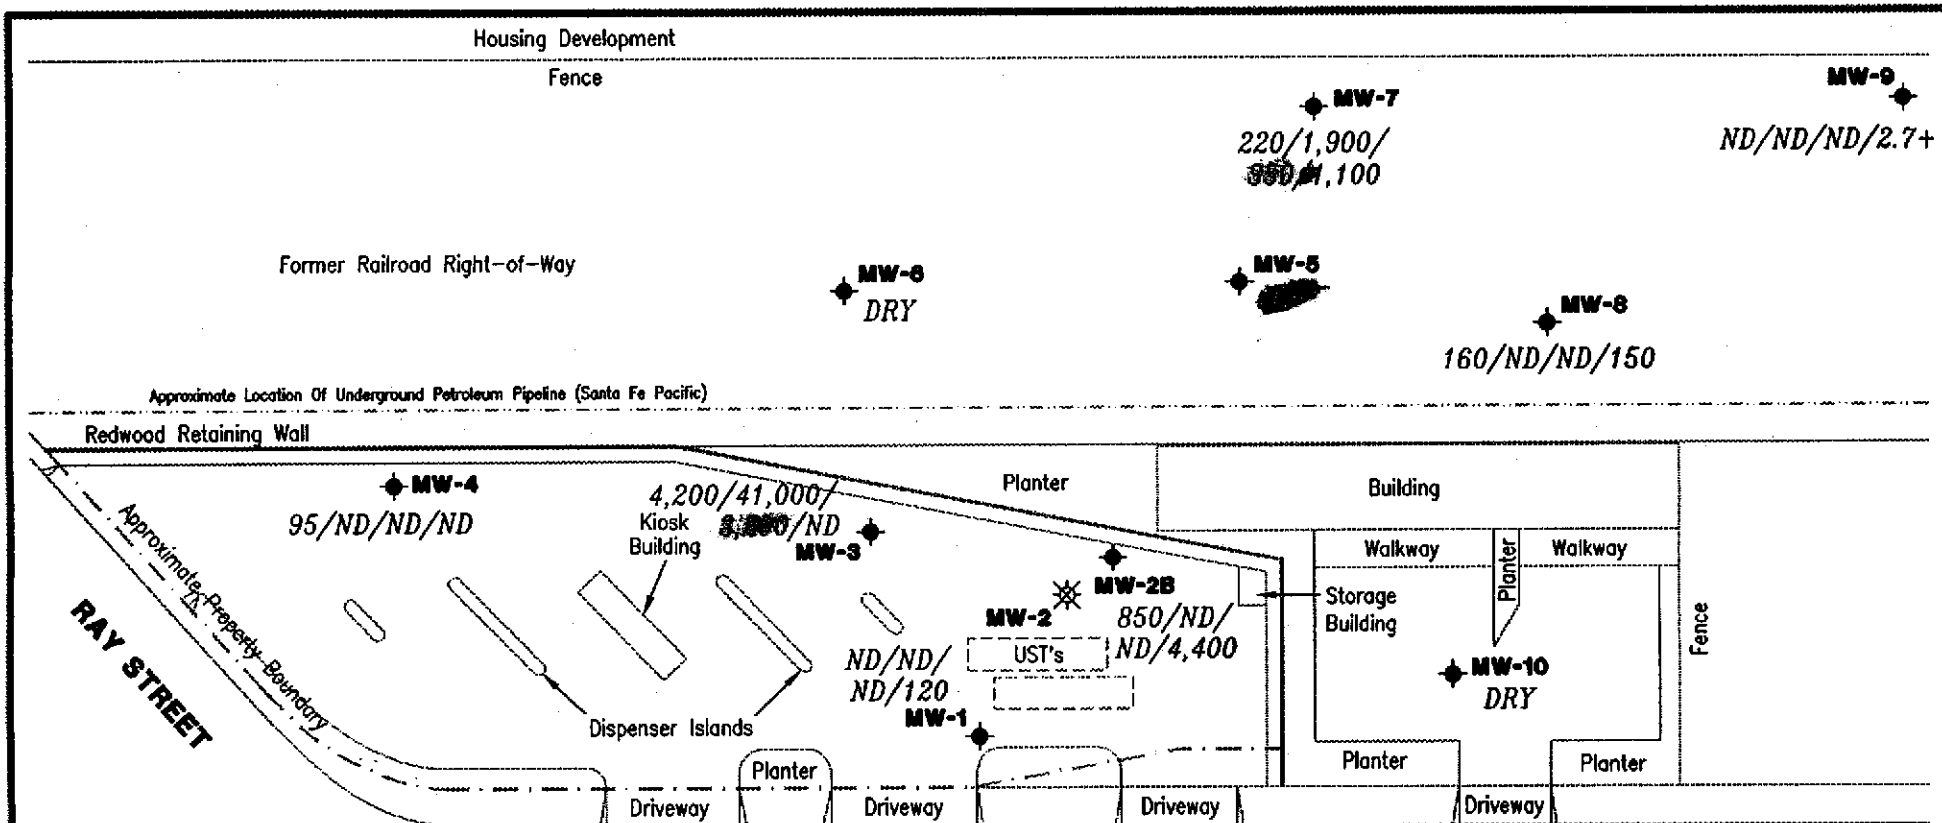 Housing Development
Fence
MW-9
ND/ND/ND/2.7+
MW-7
220/1,900/
/1,100
Former Railroad Right-of-Way
MW-6
DRY
MW-5
MW-8
160/ND/ND/150
Approximate Location Of Underground Petroleum Pipeline (Santa Fe Pacific)
Redwood Retaining Wall
MW-4
95/ND/ND/ND
4,200/41,000/
/ND
MW-3
Kiosk
Building
Planter
Building
Walkway
Planter
Walkway
MW-2B
850/ND/
ND/4,400
MW-2
UST's
Storage
Building
Fence
Approximate Property Boundary
RAY STREET
ND/ND/
ND/120
MW-1
Dispenser Islands
MW-10
DRY
Planter
Planter
Planter
Driveway
Driveway
Driveway
Driveway